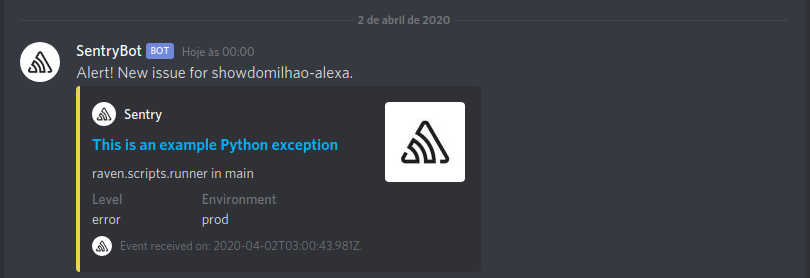 2 de abril de 2020
SentryBot BOT Hoje às 00:00
Alert! New issue for showdomilhao-alexa.
Sentry
This is an example Python exception
raven.scripts.runner in main
Level Environment
error prod
Event received on: 2020-04-02T03:00:43.981Z.